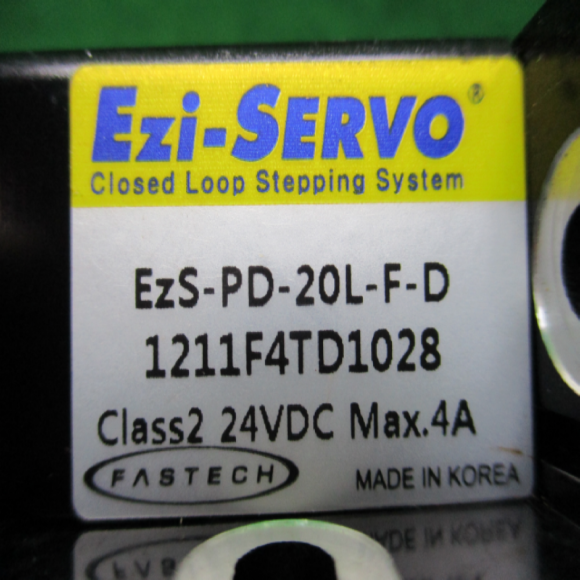 Ezi-SERVO®
Closed Loop Stepping System
EzS-PD-20L-F-D
1211F4TD1028
Class2 24VDC Max.4A
FASTECH
MADE IN KOREA